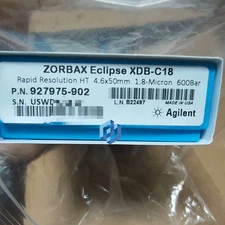 ZORBAX Eclipse XDB-C18
Rapid Resolution HT 4.6x50mm 1.8-Micron 600Bar
P.N. 927975-902
S.N. USWD
L.N. B22487
MADE IN USA
Agilent